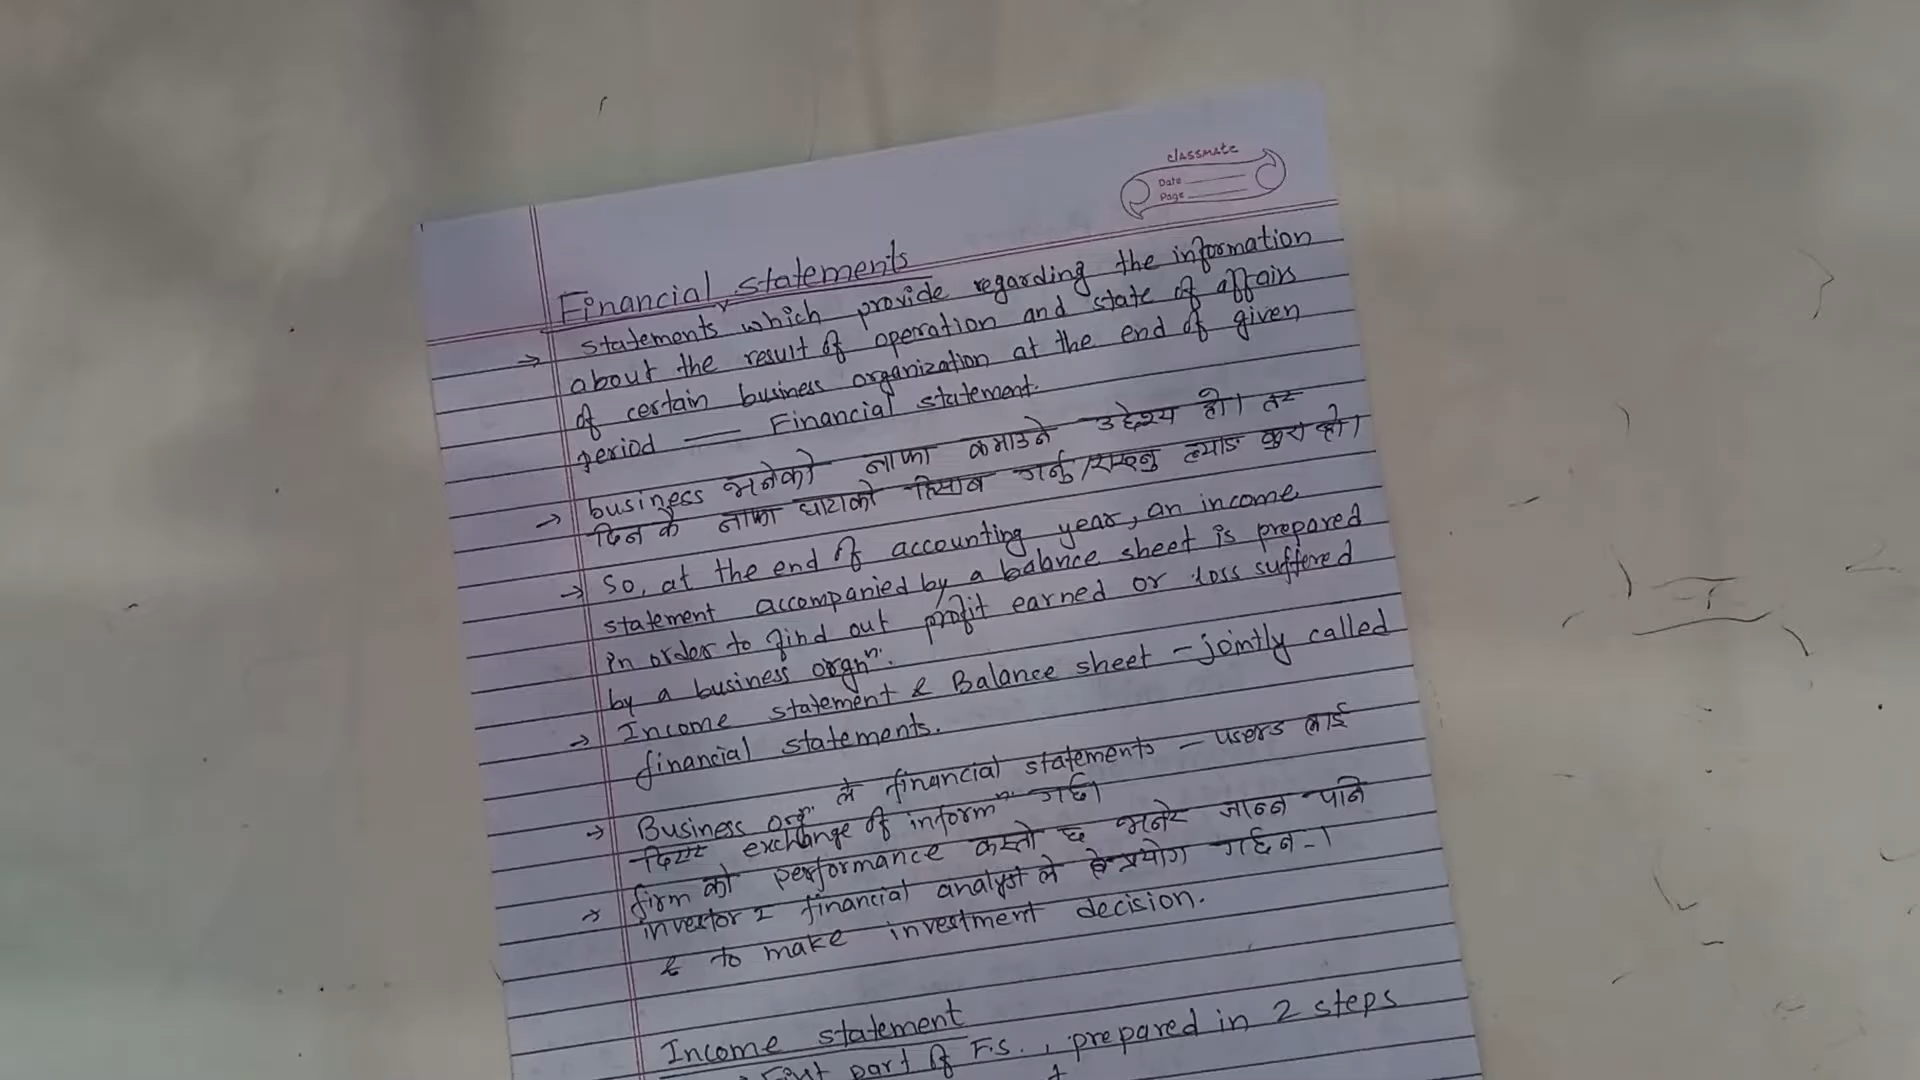 classmate
Date
Page
Financial statements
→ statements which provide regarding the information
about the result of operation and state of affairs
of certain business organization at the end of given
period == Financial statement.
→ business भनेको नाफा कमाउने उद्देश्य हो। तर
दिन कै नाफा घाटाको हिसाब गर्नु/राख्नु ल्याङ कुरा हो।
→ So, at the end of accounting year, an income
statement accompanied by a balance sheet is prepared
in order to find out profit earned or loss suffered
by a business orgnⁿ.
→ Income statement & Balance sheet - jointly called
financial statements.
→ Business orgⁿ ले financial statements - users लाई
दिएर exchange of informⁿ गर्छ।
→ firm को performance कस्तो छ भनेर जान्न पनि
investor र financial analyst ले प्रयोग गर्छन्-।
& to make investment decision.
Income statement
First part of F.S., prepared in 2 steps